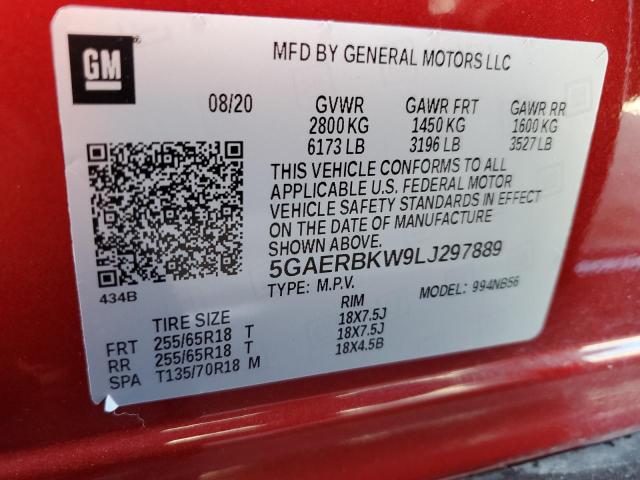 GM
MFD BY GENERAL MOTORS LLC
08/20 GVWR GAWR FRT GAWR RR
2800 KG 1450 KG 1600 KG
6173 LB 3196 LB 3527 LB
THIS VEHICLE CONFORMS TO ALL
APPLICABLE U.S. FEDERAL MOTOR
VEHICLE SAFETY STANDARDS IN EFFECT
ON THE DATE OF MANUFACTURE
SHOWN ABOVE.
434B
5GAERBKW9LJ297889
TYPE: M.P.V. MODEL: 994NB56
TIRE SIZE RIM
FRT 255/65R18 T 18X7.5J
RR 255/65R18 T 18X7.5J
SPA T135/70R18 M 18X4.5B